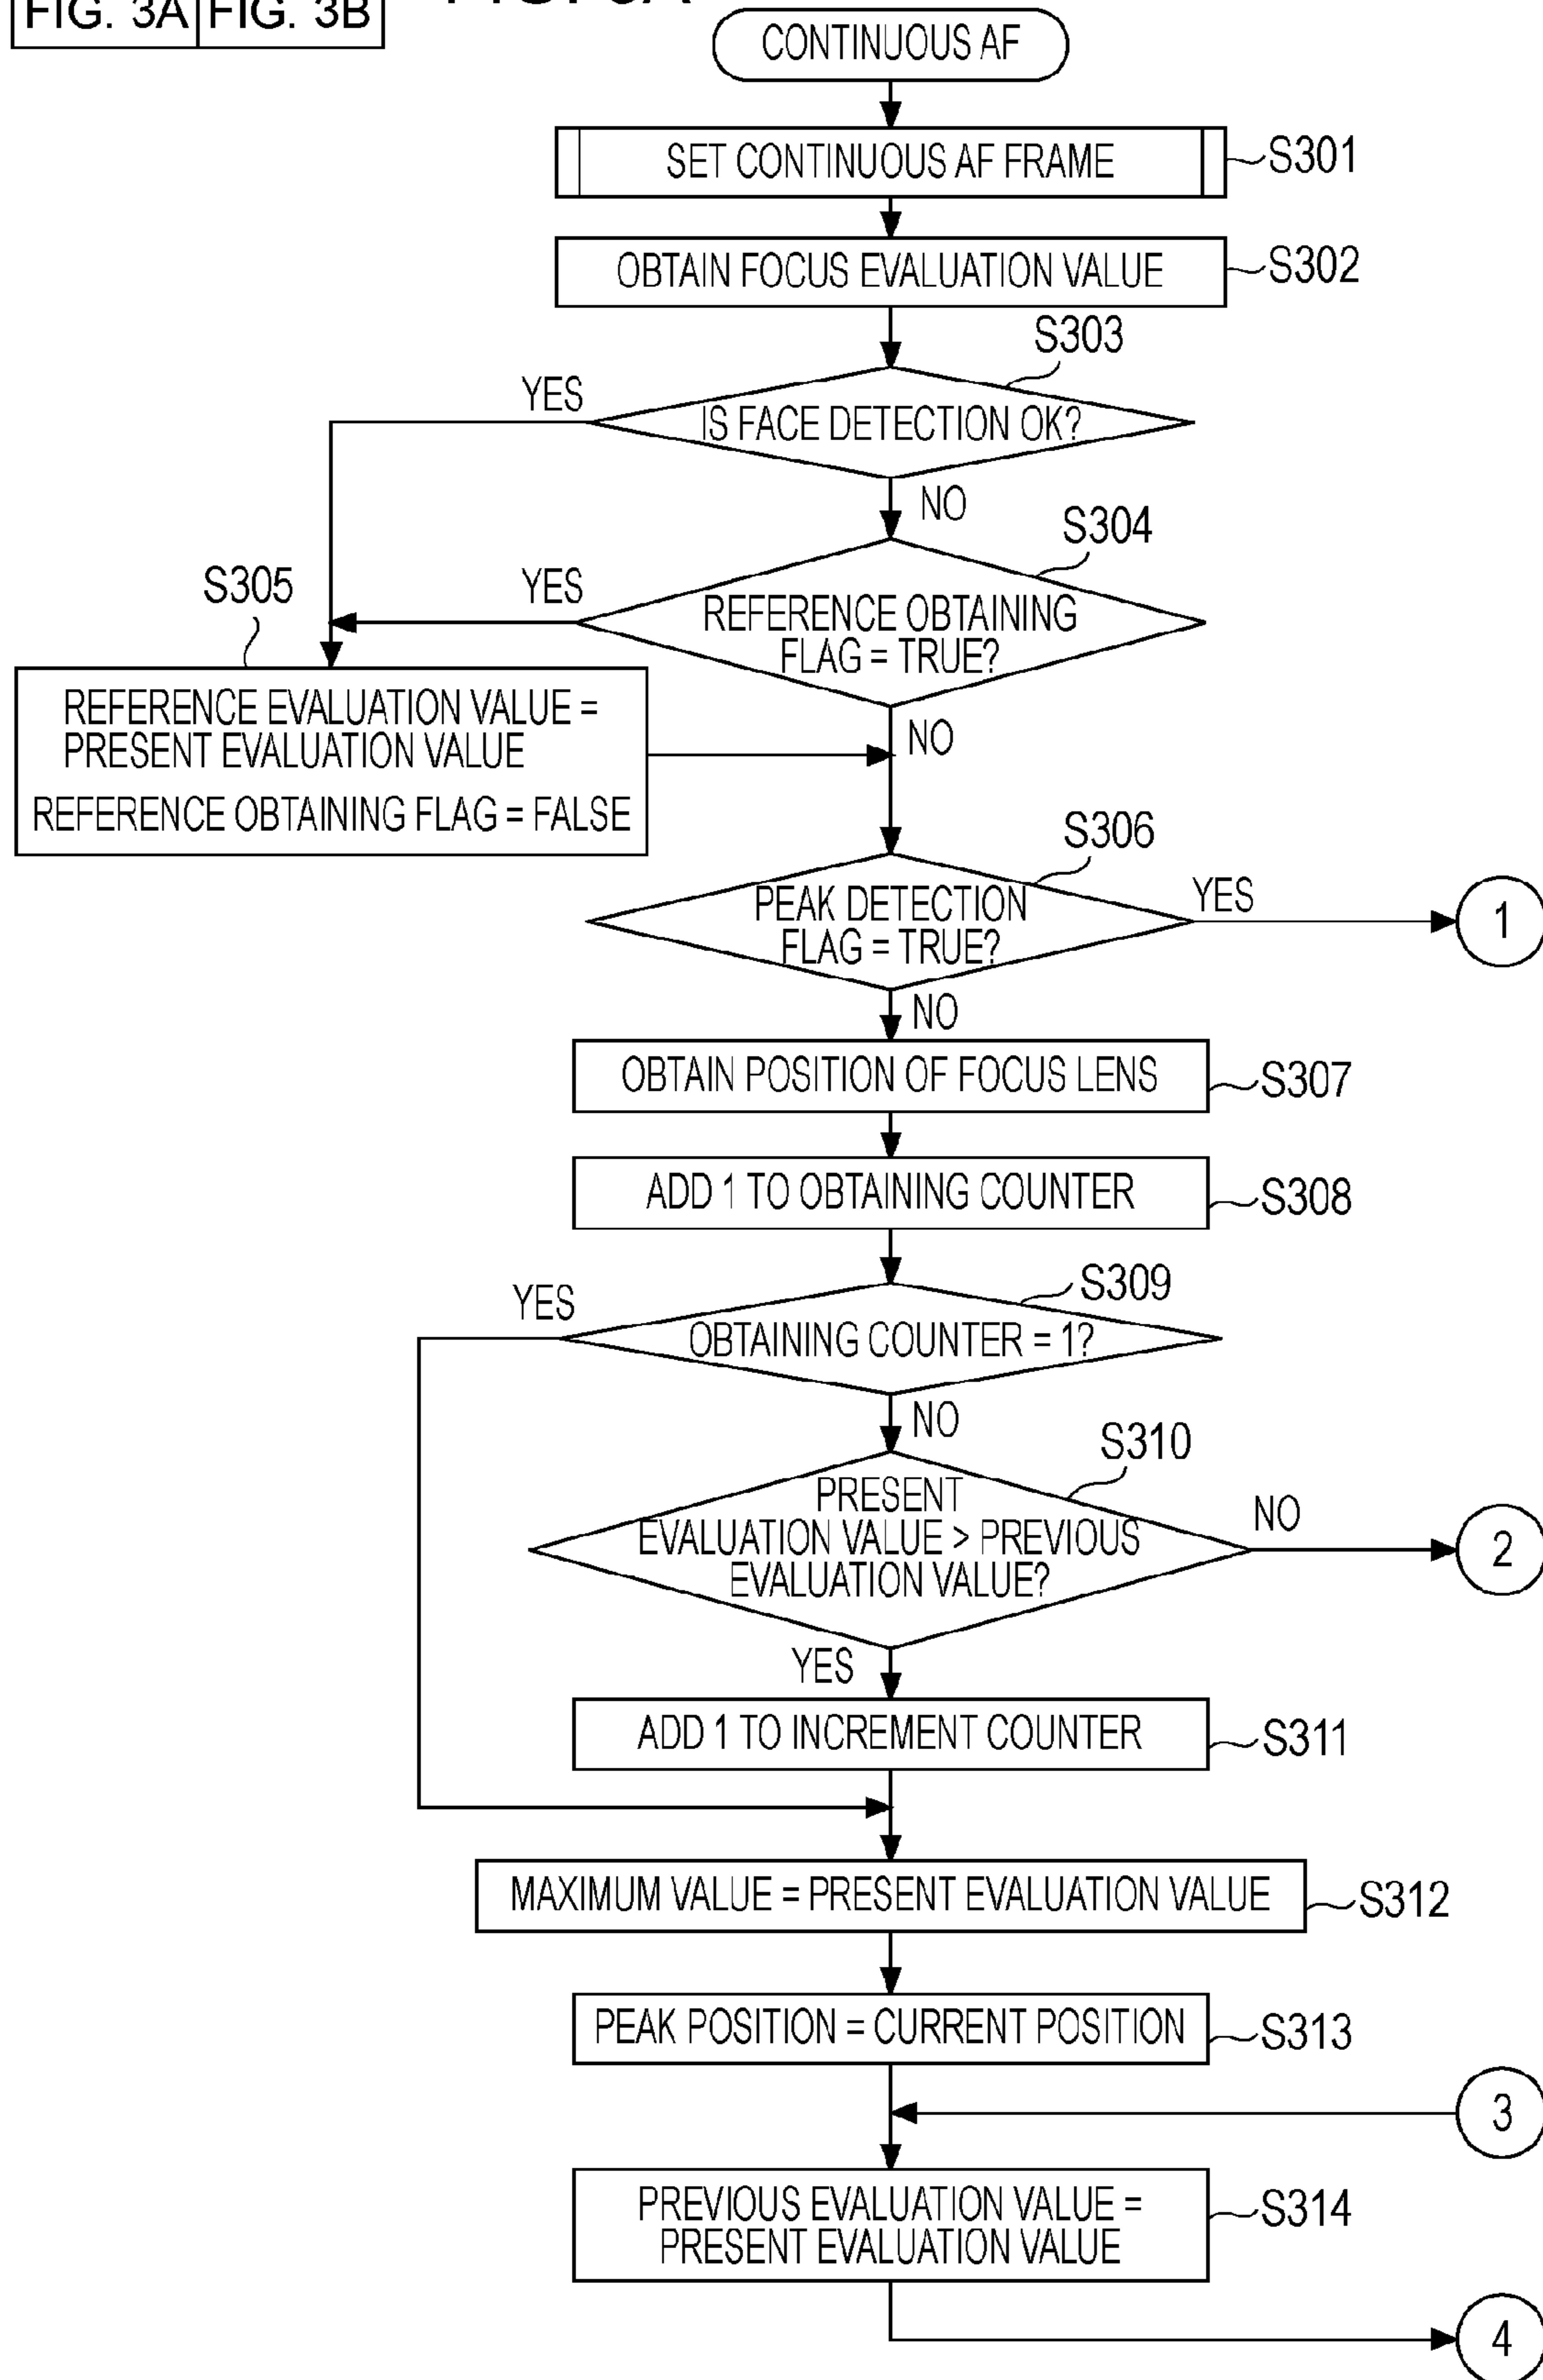 FIG. 3A FIG. 3B
CONTINUOUS AF
SET CONTINUOUS AF FRAME
S301
OBTAIN FOCUS EVALUATION VALUE
S302
S303
YES
IS FACE DETECTION OK?
NO
S304
S305
YES
REFERENCE OBTAINING
FLAG = TRUE?
REFERENCE EVALUATION VALUE =
PRESENT EVALUATION VALUE
REFERENCE OBTAINING FLAG = FALSE
NO
S306
PEAK DETECTION
FLAG = TRUE?
YES
1
NO
OBTAIN POSITION OF FOCUS LENS
S307
ADD 1 TO OBTAINING COUNTER
S308
S309
YES
OBTAINING COUNTER = 1?
NO
S310
PRESENT
EVALUATION VALUE > PREVIOUS
EVALUATION VALUE?
NO
2
YES
ADD 1 TO INCREMENT COUNTER
S311
MAXIMUM VALUE = PRESENT EVALUATION VALUE
S312
PEAK POSITION = CURRENT POSITION
S313
3
PREVIOUS EVALUATION VALUE =
PRESENT EVALUATION VALUE
S314
4